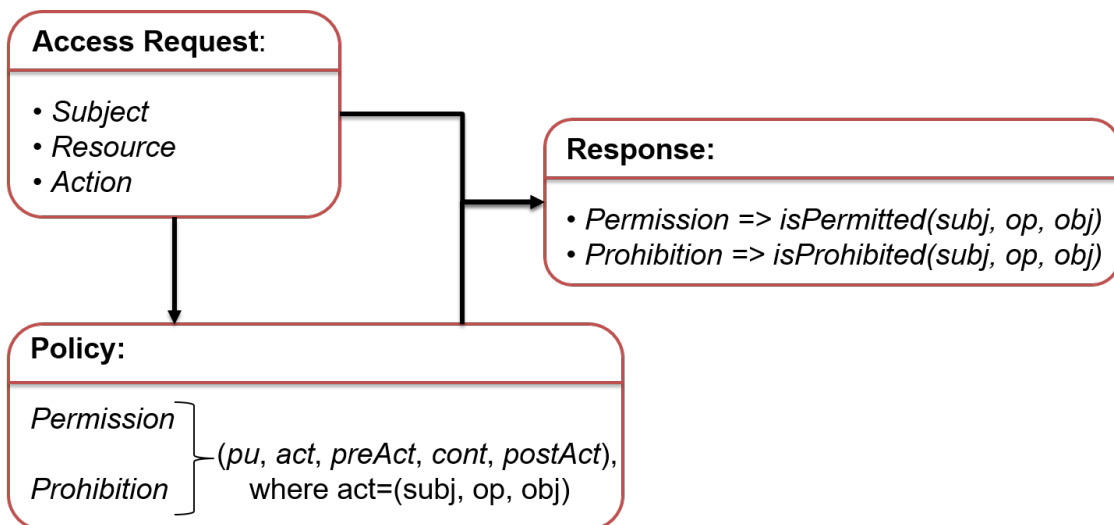 Access Request:
• Subject
• Resource
• Action
Response:
• Permission => isPermitted(subj, op, obj)
• Prohibition => isProhibited(subj, op, obj)
Policy:
Permission
Prohibition
(pu, act, preAct, cont, postAct),
where act=(subj, op, obj)